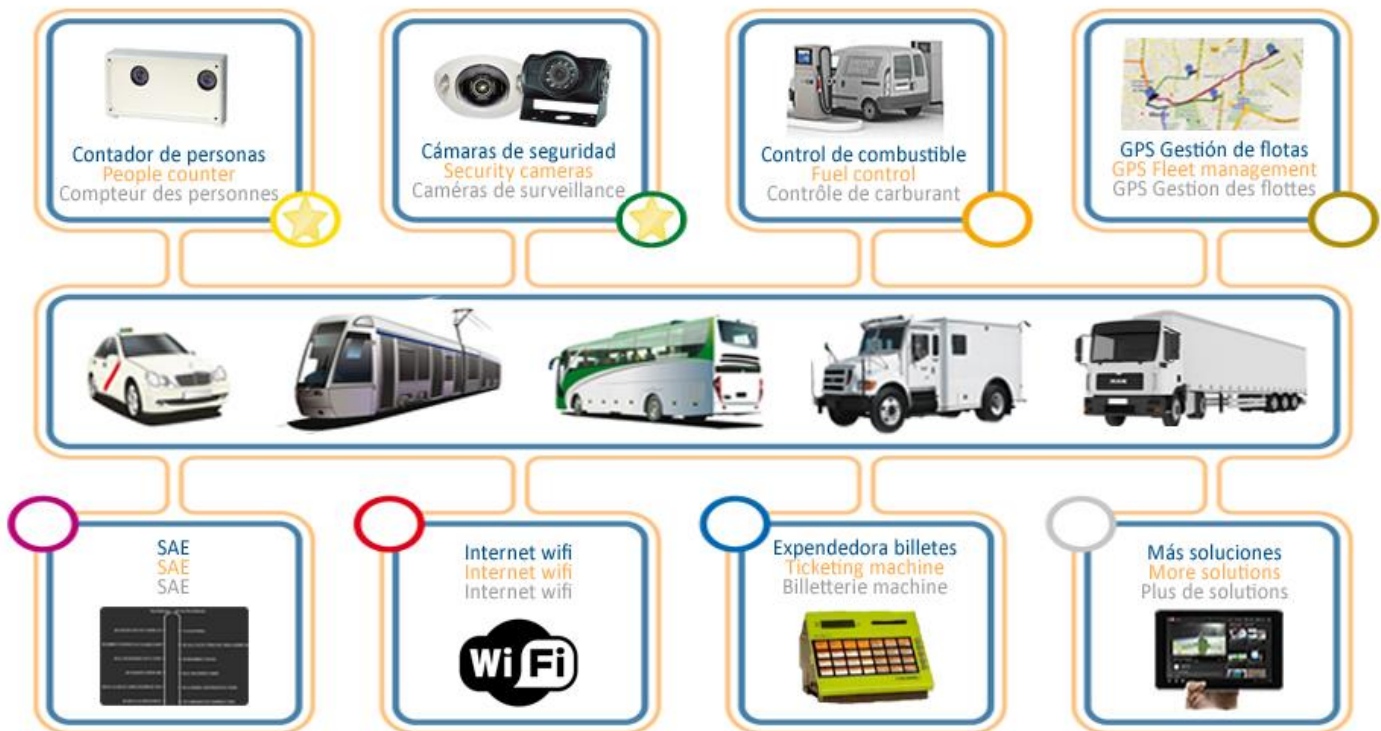 Contador de personas
People counter
Compteur des personnes
Cámaras de seguridad
Security cameras
Caméras de surveillance
Control de combustible
Fuel control
Contrôle de carburant
GPS Gestión de flotas
GPS Fleet management
GPS Gestion des flottes
SAE
SAE
SAE
Internet wifi
Internet wifi
Internet wifi
Wi Fi
Expendedora billetes
Ticketing machine
Billetterie machine
Más soluciones
More solutions
Plus de solutions